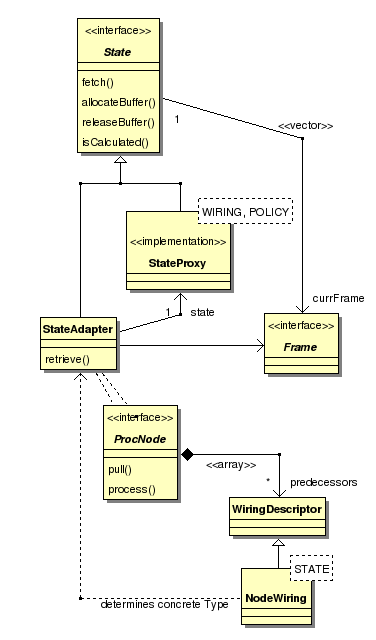 <<interface>>
State
fetch()
allocateBuffer()
releaseBuffer()
isCalculated()
1
<<vector>>
WIRING, POLICY
<<implementation>>
StateProxy
currFrame
1
state
<<interface>>
Frame
StateAdapter
retrieve()
<<interface>>
ProcNode
pull()
process()
<<array>>
*
predecessors
WiringDescriptor
STATE
NodeWiring
determines concrete Type